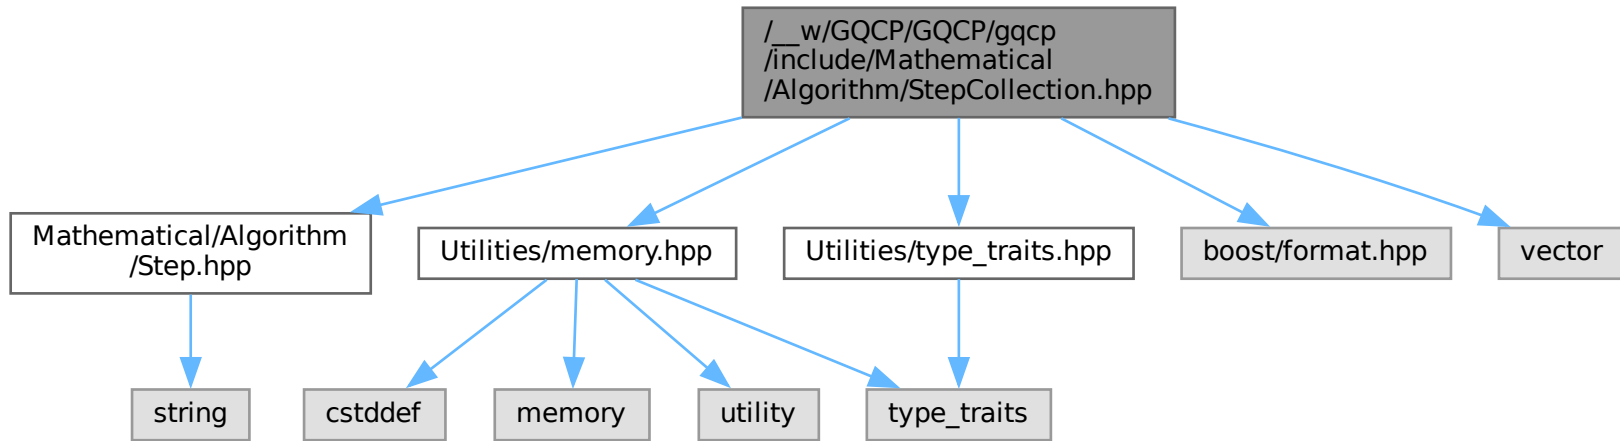 /__w/GQCP/GQCP/gqcp
/include/Mathematical
/Algorithm/StepCollection.hpp
Mathematical/Algorithm
/Step.hpp
Utilities/memory.hpp
Utilities/type_traits.hpp
boost/format.hpp
vector
string
cstddef
memory
utility
type_traits